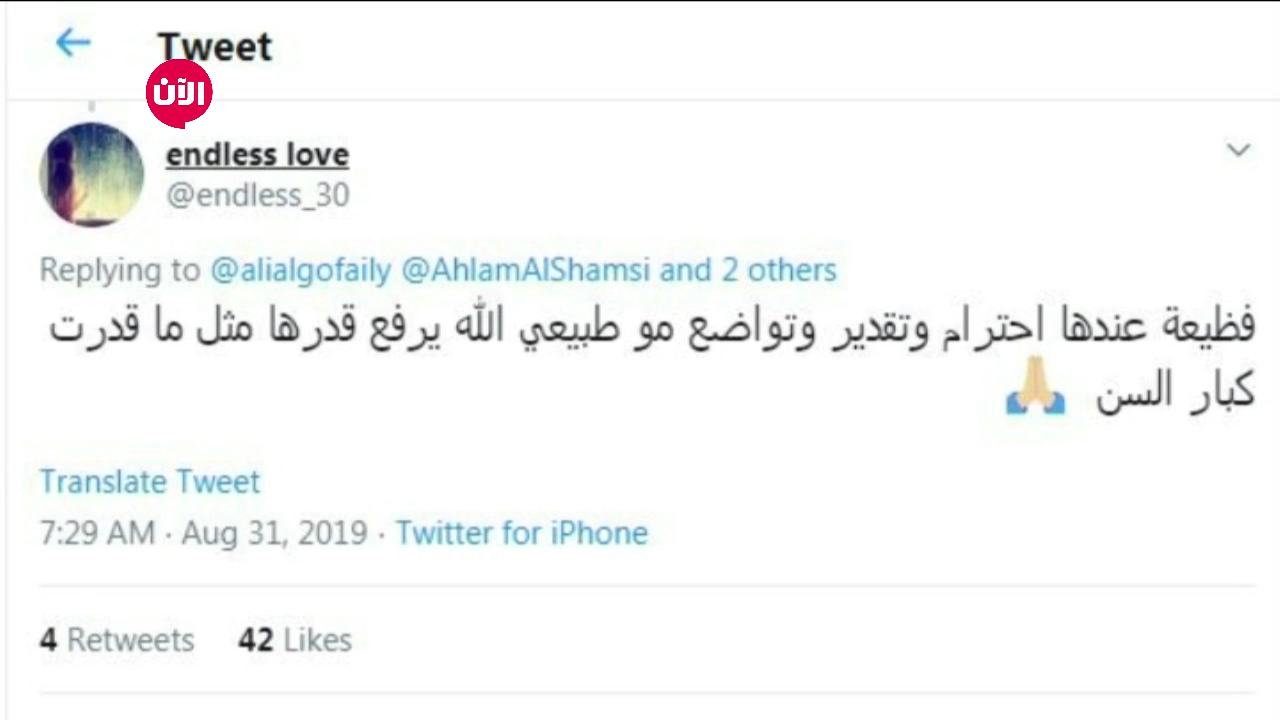 Tweet
الآن
endless love
@endless_30
Replying to @alialgofaily @AhlamAlShamsi and 2 others
فظيعة عندها احترام وتقدير وتواضع مو طبيعي الله يرفع قدرها مثل ما قدرت
كبار السن 🙏🏼
Translate Tweet
7:29 AM · Aug 31, 2019 · Twitter for iPhone
4 Retweets 42 Likes